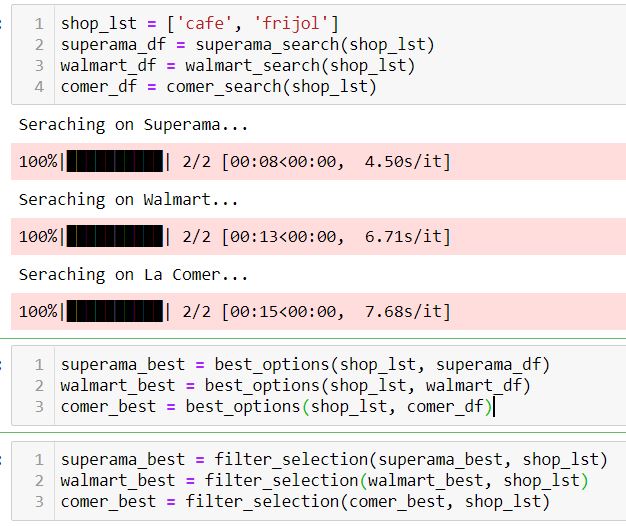 1 shop_lst = ['cafe', 'frijol']
2 superama_df = superama_search(shop_lst)
3 walmart_df = walmart_search(shop_lst)
4 comer_df = comer_search(shop_lst)
Seraching on Superama...
100%|██████████| 2/2 [00:08<00:00, 4.50s/it]
Seraching on Walmart...
100%|██████████| 2/2 [00:13<00:00, 6.71s/it]
Seraching on La Comer...
100%|██████████| 2/2 [00:15<00:00, 7.68s/it]
1 superama_best = best_options(shop_lst, superama_df)
2 walmart_best = best_options(shop_lst, walmart_df)
3 comer_best = best_options(shop_lst, comer_df)
1 superama_best = filter_selection(superama_best, shop_lst)
2 walmart_best = filter_selection(walmart_best, shop_lst)
3 comer_best = filter_selection(comer_best, shop_lst)